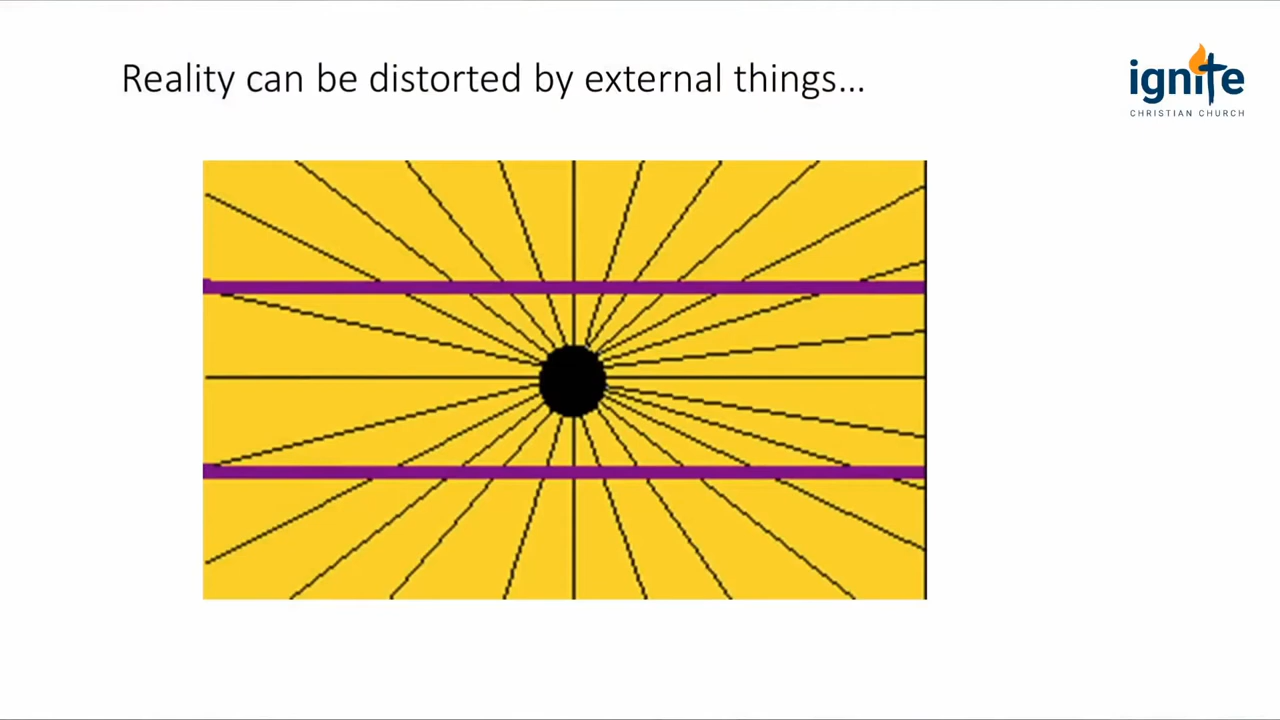 Reality can be distorted by external things...
ignite
CHRISTIAN CHURCH